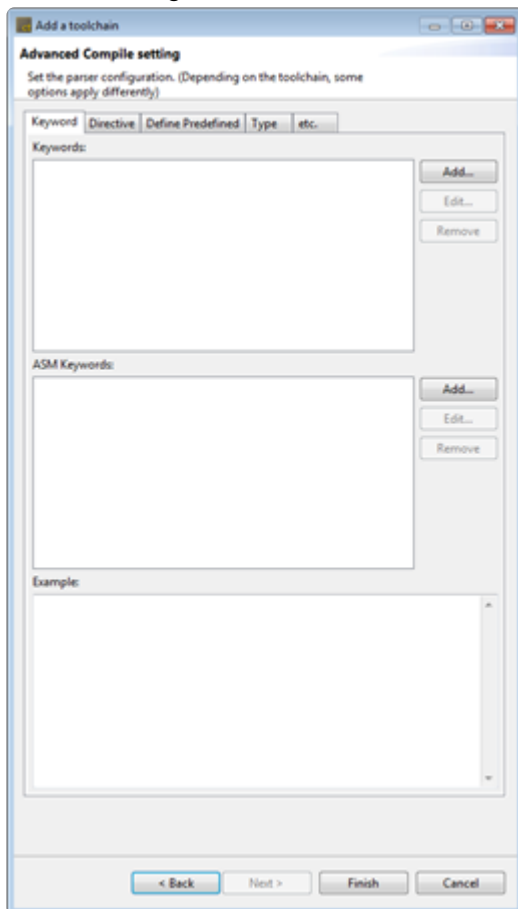 Add a toolchain
Advanced Compile setting
Set the parser configuration. (Depending on the toolchain, some
options apply differently)
Keyword Directive Define Predefined Type etc.
Keywords:
Add...
Edit...
Remove
ASM Keywords:
Add...
Edit...
Remove
Example:
< Back Next > Finish Cancel